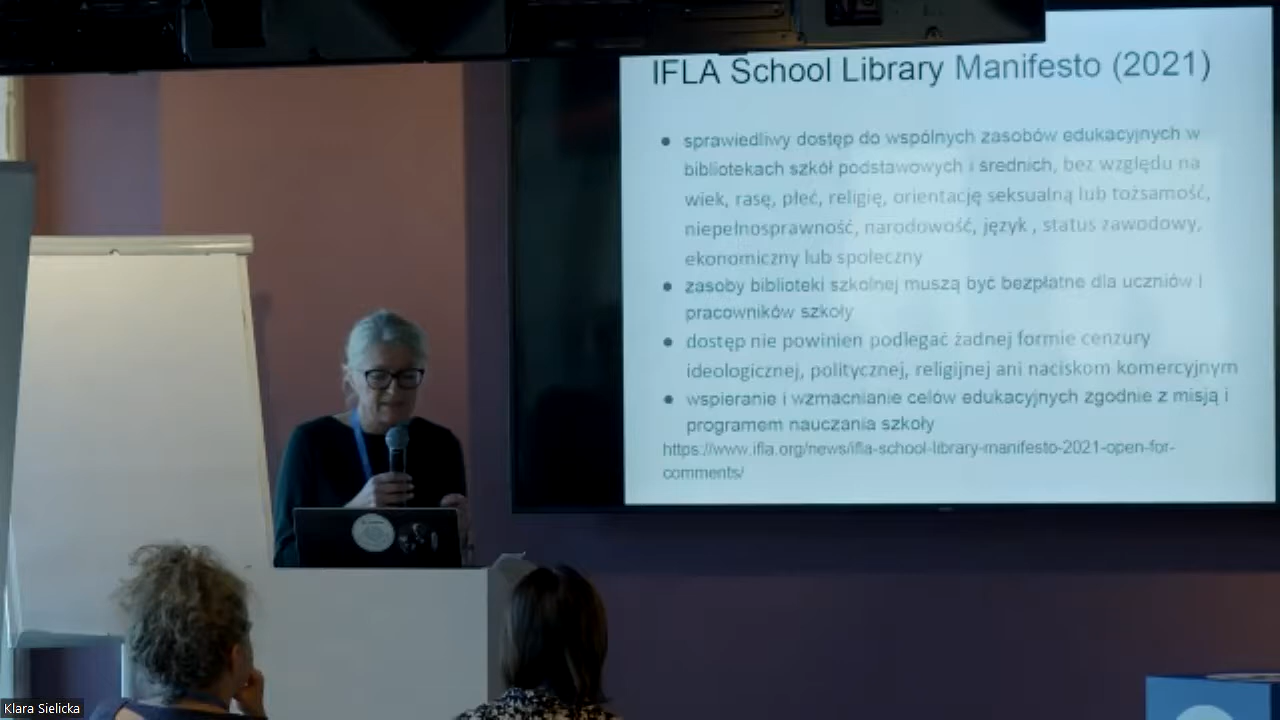 IFLA School Library Manifesto (2021)
● sprawiedliwy dostęp do wspólnych zasobów edukacyjnych w
bibliotekach szkół podstawowych i średnich, bez względu na
wiek, rasę, płeć, religię, orientację seksualną lub tożsamość,
niepełnosprawność, narodowość, język , status zawodowy,
ekonomiczny lub społeczny
● zasoby biblioteki szkolnej muszą być bezpłatne dla uczniów i
pracowników szkoły
● dostęp nie powinien podlegać żadnej formie cenzury
ideologicznej, politycznej, religijnej ani naciskom komercyjnym
● wspieranie i wzmacnianie celów edukacyjnych zgodnie z misją i
programem nauczania szkoły
https://www.ifla.org/news/ifla-school-library-manifesto-2021-open-for-
comments/
Klara Sielicka